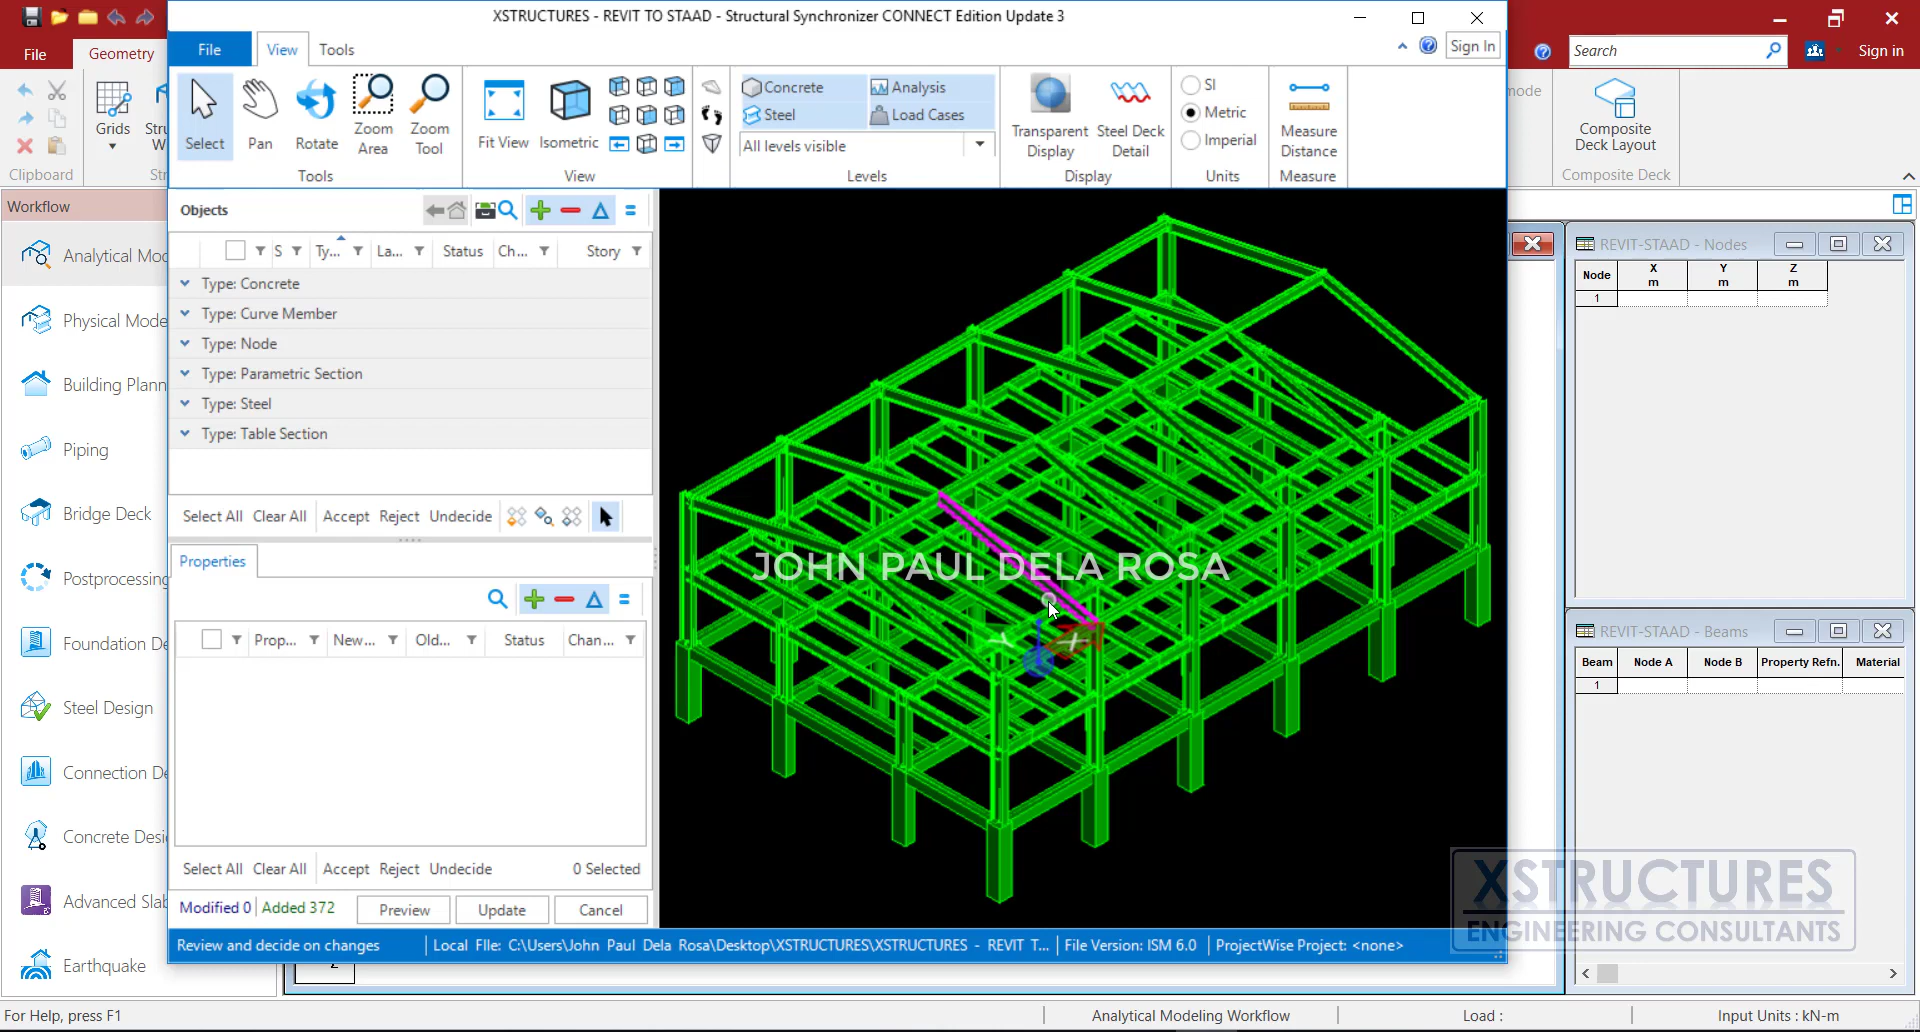 XSTRUCTURES - REVIT TO STAAD - Structural Synchronizer CONNECT Edition Update 3
File
Geometry
File
View
Tools
Sign In
Search
Sign in
Grids
Clipboard
Select
Pan
Rotate
Zoom Area
Zoom Tool
Tools
Fit View
Isometric
View
Concrete
Analysis
Steel
Load Cases
All levels visible
Levels
Transparent Display
Steel Deck Detail
Display
SI
Metric
Imperial
Units
Measure Distance
Measure
mode
Composite Deck Layout
Composite Deck
Workflow
Analytical Mod
Physical Mode
Building Plann
Piping
Bridge Deck
Postprocessing
Foundation De
Steel Design
Connection De
Concrete Desi
Advanced Slab
Earthquake
Objects
S
Ty...
La...
Status
Ch...
Story
Type: Concrete
Type: Curve Member
Type: Node
Type: Parametric Section
Type: Steel
Type: Table Section
Select All
Clear All
Accept
Reject
Undecide
Properties
Prop...
New...
Old...
Status
Chan...
Select All
Clear All
Accept
Reject
Undecide
0 Selected
Modified 0
Added 372
Preview
Update
Cancel
Review and decide on changes
Local File: C:\Users\John Paul Dela Rosa\Desktop\XSTRUCTURES\XSTRUCTURES - REVIT T...
File Version: ISM 6.0
ProjectWise Project: <none>
JOHN PAUL DELA ROSA
REVIT-STAAD - Nodes
Node
X m
Y m
Z m
1
REVIT-STAAD - Beams
Beam
Node A
Node B
Property Refn.
Material
1
XSTRUCTURES
ENGINEERING CONSULTANTS
For Help, press F1
Analytical Modeling Workflow
Load :
Input Units : kN-m